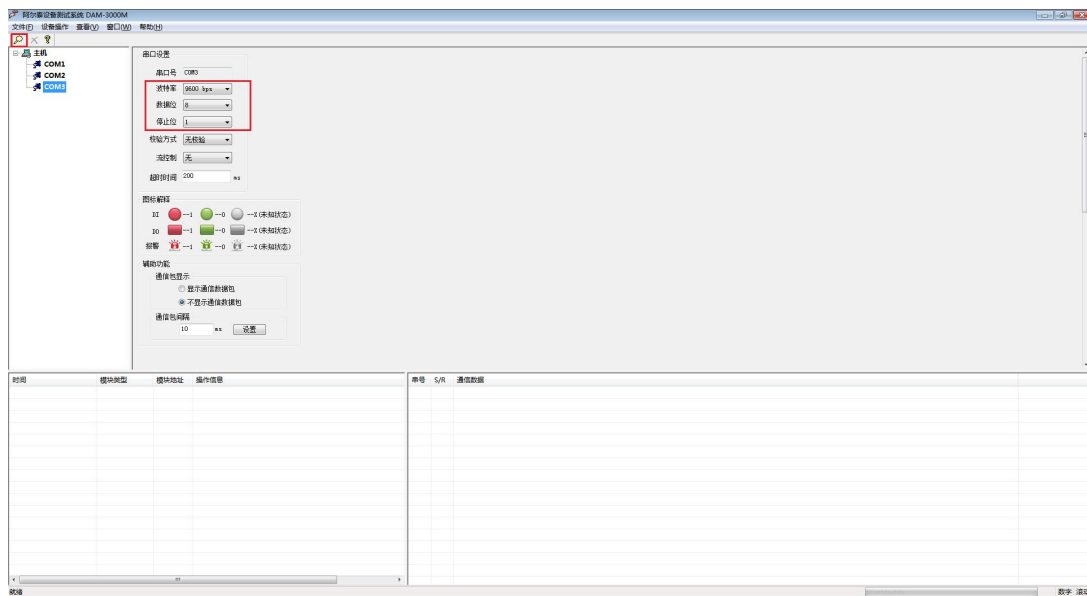 阿尔泰设备测试系统 DAM-3000M
文件(F) 设备操作 查看(V) 窗口(W) 帮助(H)
主机
COM1
COM2
COM3
串口设置
串口号 COM3
波特率 9600 bps
数据位 8
停止位 1
校验方式 无校验
流控制 无
超时时间 200 ms
图标解释
DI --1 --0 --X(未知状态)
DO --1 --0 --X(未知状态)
报警 --1 --0 --X(未知状态)
辅助功能
通信包显示
显示通信数据包
不显示通信数据包
通信包间隔
10 ms 设置
时间 模块类型 模块地址 操作信息
串号 S/R 通信数据
就绪
数字